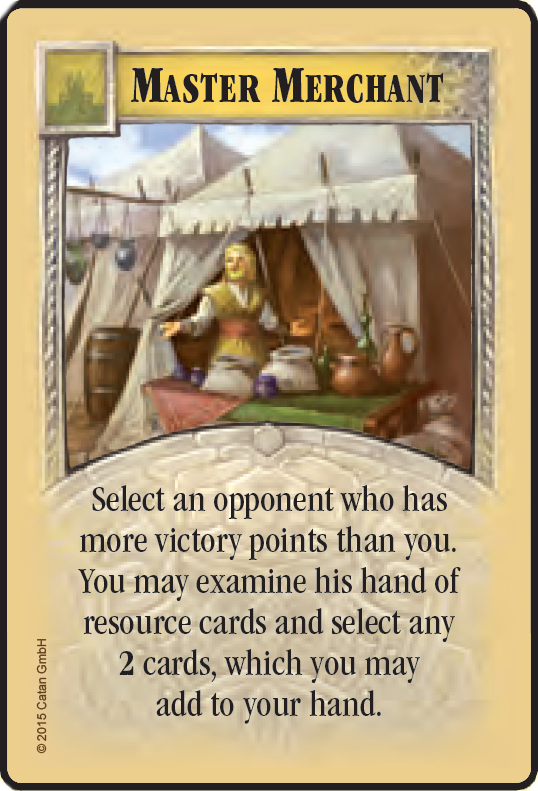 MASTER MERCHANT
Select an opponent who has
more victory points than you.
You may examine his hand of
resource cards and select any
2 cards, which you may
add to your hand.
© 2015 Catan GmbH